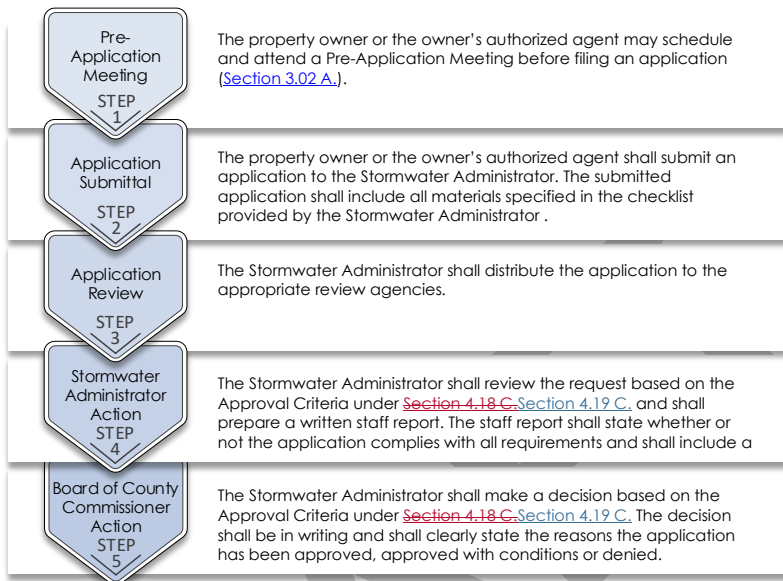 Pre-
Application
Meeting
STEP
1
The property owner or the owner's authorized agent may schedule
and attend a Pre-Application Meeting before filing an application
(Section 3.02 A.).
Application
Submittal
STEP
2
The property owner or the owner's authorized agent shall submit an
application to the Stormwater Administrator. The submitted
application shall include all materials specified in the checklist
provided by the Stormwater Administrator .
Application
Review
STEP
3
The Stormwater Administrator shall distribute the application to the
appropriate review agencies.
Stormwater
Administrator
Action
STEP
4
The Stormwater Administrator shall review the request based on the
Approval Criteria under Section 4.18 C.Section 4.19 C. and shall
prepare a written staff report. The staff report shall state whether or
not the application complies with all requirements and shall include a
Board of County
Commissioner
Action
STEP
5
The Stormwater Administrator shall make a decision based on the
Approval Criteria under Section 4.18 C.Section 4.19 C. The decision
shall be in writing and shall clearly state the reasons the application
has been approved, approved with conditions or denied.